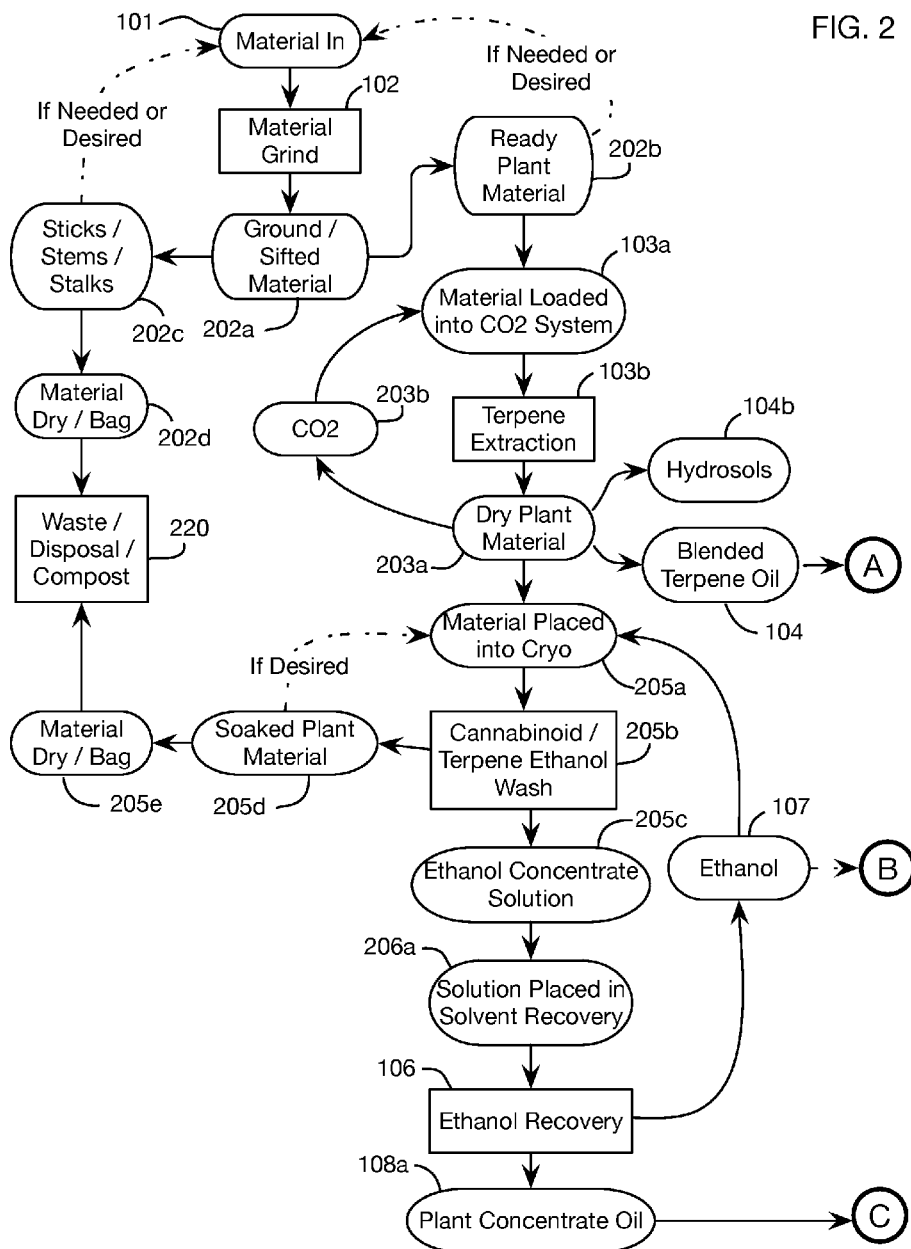 FIG. 2
101
Material In
If Needed or
Desired
If Needed or
Desired
102
Material
Grind
Ready
Plant
Material
202b
Sticks /
Stems /
Stalks
202c
Ground /
Sifted
Material
202a
103a
Material Loaded
into CO2 System
103b
Terpene
Extraction
203b
CO2
Material
Dry / Bag
202d
104b
Hydrosols
Waste /
Disposal /
Compost
220
Dry Plant
Material
203a
Blended
Terpene Oil
104
A
Material Placed
into Cryo
205a
If Desired
Cannabinoid /
Terpene Ethanol
Wash
205b
Soaked Plant
Material
205d
Material
Dry / Bag
205e
205c
Ethanol Concentrate
Solution
107
Ethanol
B
206a
Solution Placed in
Solvent Recovery
106
Ethanol Recovery
108a
Plant Concentrate Oil
C